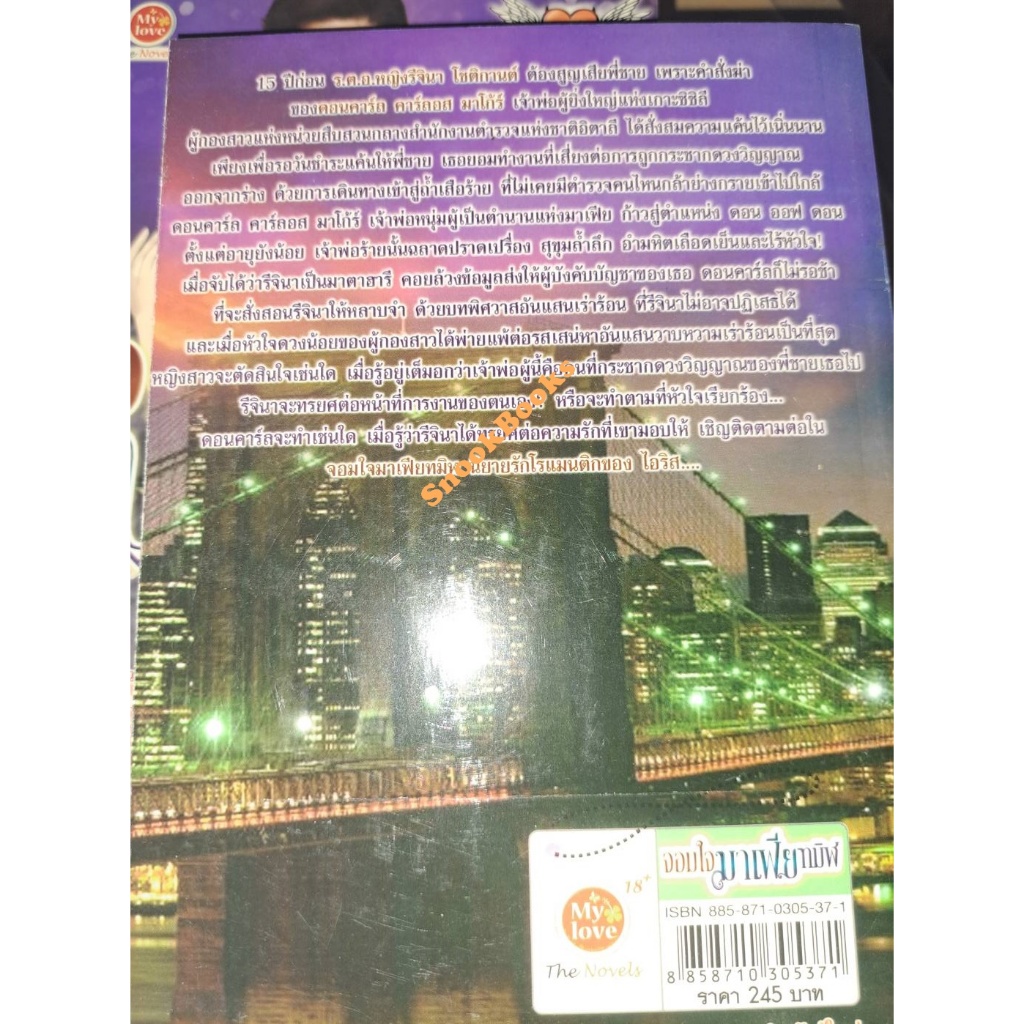 My love
The Nove
15 ปีก่อน ร.ต.อ.หญิงรีจินา โชติกานต์ ต้องสูญเสียพี่ชาย เพราะคำสั่งฆ่า
ของดอนคาร์ล คาร์ลอส มาโก้ร์ เจ้าพ่อผู้ยิ่งใหญ่แห่งเกาะซิซิลี
ผู้กองสาวแห่งหน่วยสืบสวนกลางสำนักงานตำรวจแห่งชาติอิตาลี ได้สั่งสมความแค้นไว้เนิ่นนาน
เพียงเพื่อรอวันชำระแค้นให้พี่ชาย เธอยอมทำงานที่เสี่ยงต่อการถูกกระชากดวงวิญญาณ
ออกจากร่าง ด้วยการเดินทางเข้าสู่ถ้ำเสือร้าย ที่ไม่เคยมีตำรวจคนไหนกล้าย่างกรายเข้าไปใกล้
ดอนคาร์ล คาร์ลอส มาโก้ร์ เจ้าพ่อหนุ่มผู้เป็นตำนานแห่งมาเฟีย ก้าวสู่ตำแหน่ง ดอน ออฟ ดอน
ตั้งแต่อายุยังน้อย เจ้าพ่อร้ายนั้นฉลาดปราดเปรื่อง สุขุมล้ำลึก อำมหิตเลือดเย็นและไร้หัวใจ!
เมื่อจับได้ว่ารีจินาเป็นมาตาฮารี คอยล้วงข้อมูลส่งให้ผู้บังคับบัญชาของเธอ ดอนคาร์ลก็ไม่รอช้า
ที่จะสั่งสอนรีจินาให้หลาบจำ ด้วยบทพิศวาสอันแสนเร่าร้อน ที่รีจินาไม่อาจปฏิเสธได้
และเมื่อหัวใจดวงน้อยของผู้กองสาวได้พ่ายแพ้ต่อรสเสน่หาอันแสนวาบหวามเร่าร้อนเป็นที่สุด
หญิงสาวจะตัดสินใจเช่นใด เมื่อรู้อยู่เต็มอกว่าเจ้าพ่อผู้นี้คือคนที่กระชากดวงวิญญาณของพี่ชายเธอไป
รีจินาจะทรยศต่อหน้าที่การงานของตนเอง หรือจะทำตามที่หัวใจเรียกร้อง...
ดอนคาร์ลจะทำเช่นใด เมื่อรู้ว่ารีจินาได้ทรยศต่อความรักที่เขามอบให้ เชิญติดตามต่อใน
จอมใจมาเฟียทมิฬ นิยายรักโรแมนติกของ ไอริส....
SnookBooks
จอมใจมาเฟียทมิฬ
18+
My love
The Novels
ISBN 885-871-0305-37-1
8 858710 305371
ราคา 245 บาท